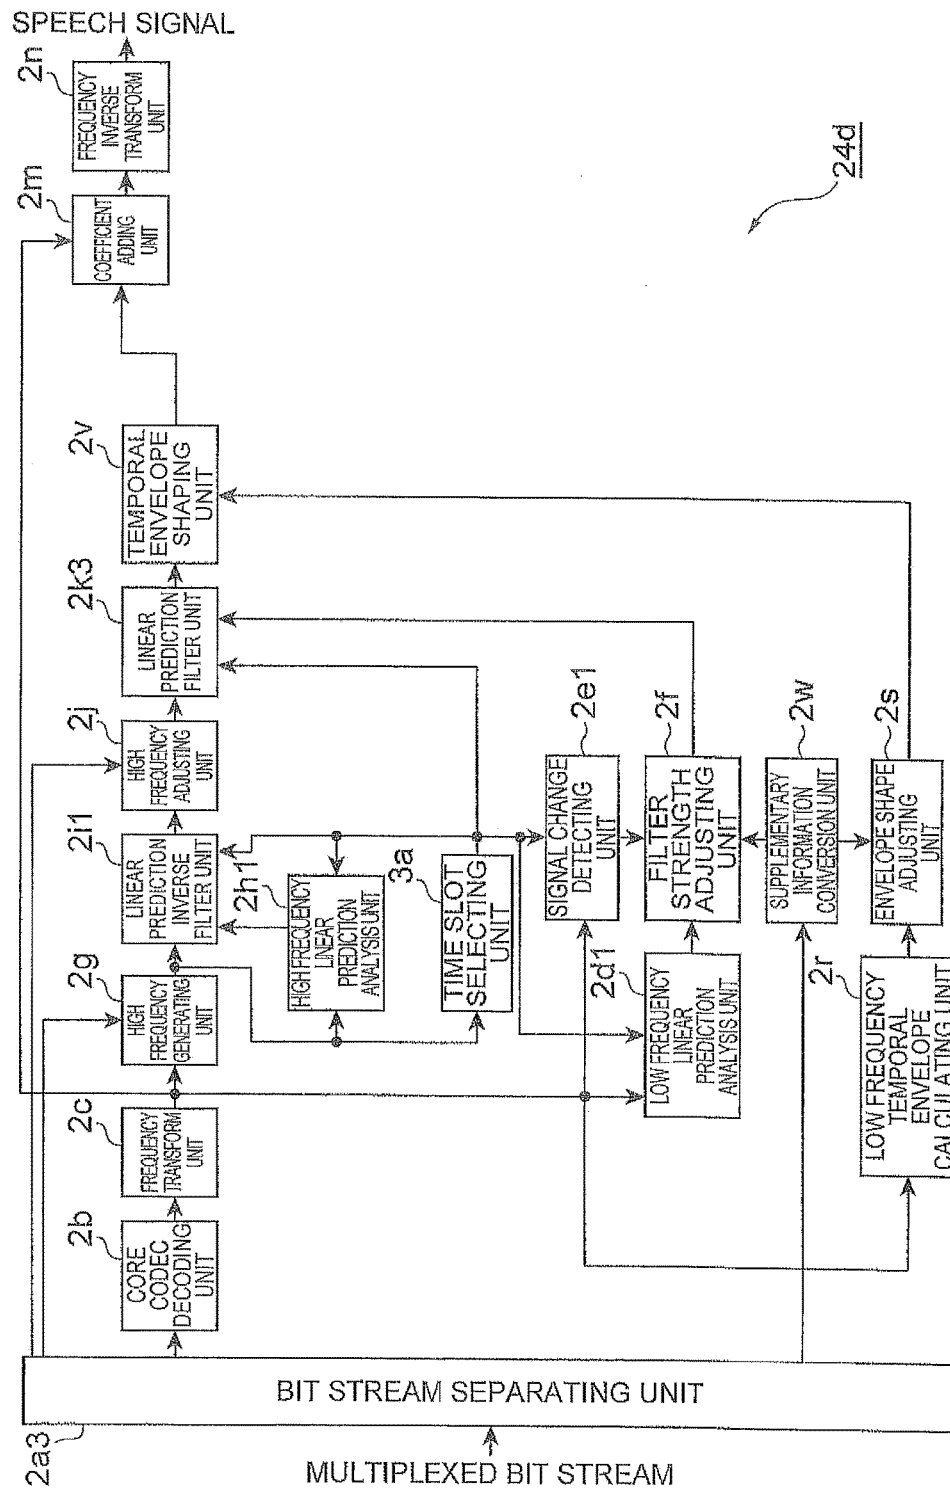 SPEECH SIGNAL
2n
FREQUENCY
INVERSE
TRANSFORM
UNIT
2m
COEFFICIENT
ADDING
UNIT
24d
2v
TEMPORAL
ENVELOPE
SHAPING
UNIT
2k3
LINEAR
PREDICTION
FILTER UNIT
2j
HIGH
FREQUENCY
ADJUSTING
UNIT
2i1
LINEAR
PREDICTION
INVERSE
FILTER UNIT
2h1
HIGH FREQUENCY
LINEAR
PREDICTION
ANALYSIS UNIT
3a
TIME SLOT
SELECTING
UNIT
2e1
SIGNAL CHANGE
DETECTING
UNIT
2f
FILTER
STRENGTH
ADJUSTING
UNIT
2w
SUPPLEMENTARY
INFORMATION
CONVERSION UNIT
2s
ENVELOPE SHAPE
ADJUSTING
UNIT
2g
HIGH
FREQUENCY
GENERATING
UNIT
2d1
LOW FREQUENCY
LINEAR
PREDICTION
ANALYSIS UNIT
2r
LOW FREQUENCY
TEMPORAL
ENVELOPE
CALCULATING UNIT
2c
FREQUENCY
TRANSFORM
UNIT
2b
CORE
CODEC
DECODING
UNIT
BIT STREAM SEPARATING UNIT
2a3
MULTIPLEXED BIT STREAM